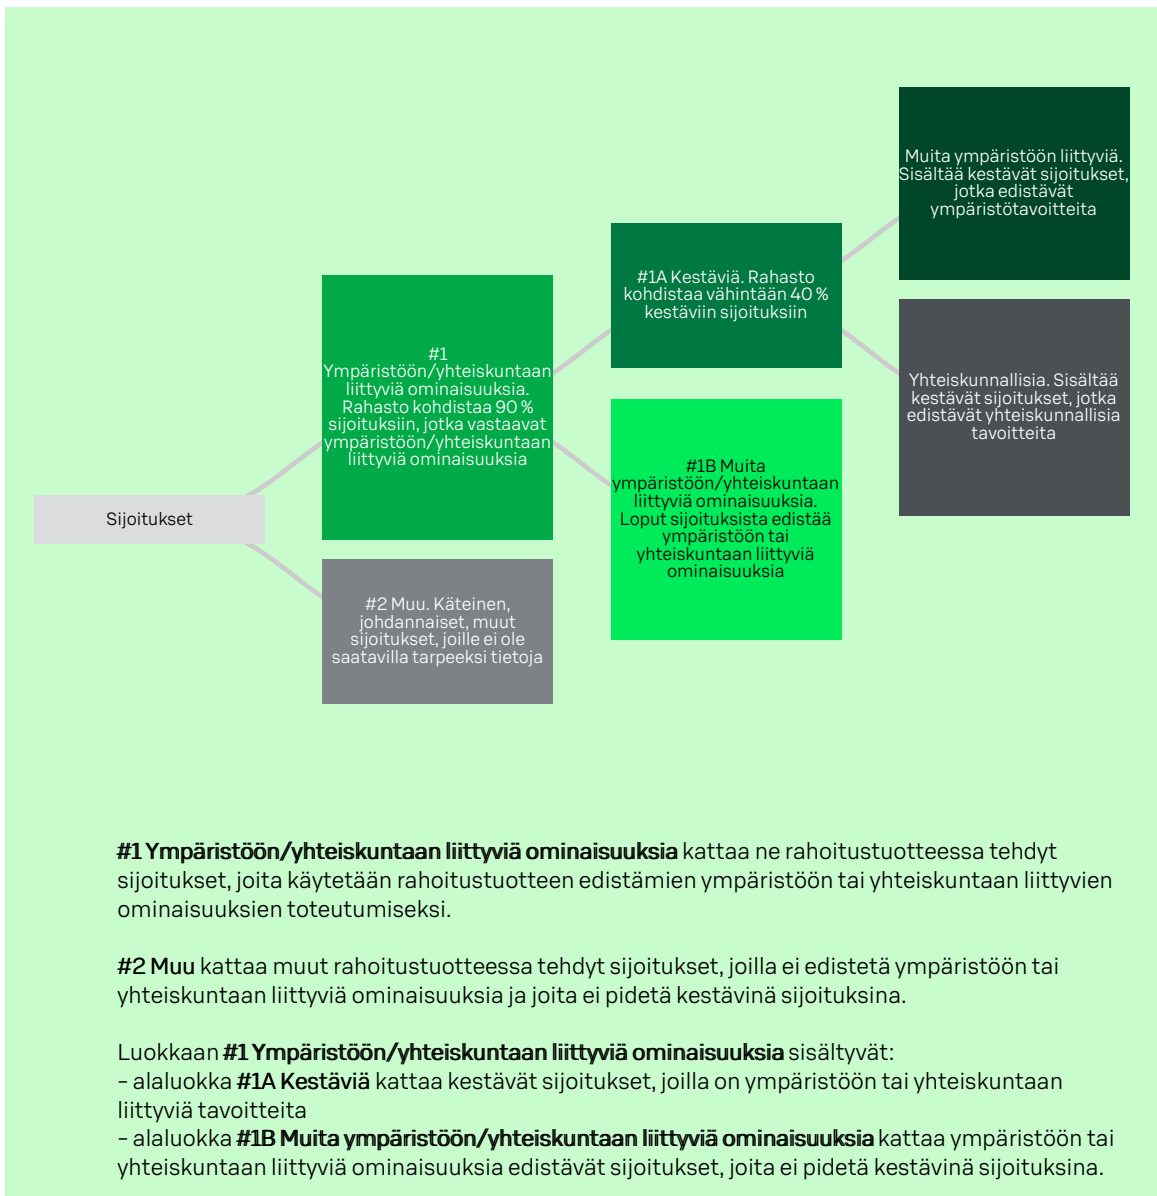 Sijoitukset
#1
Ympäristöön/yhteiskuntaan
liittyviä ominaisuuksia.
Rahasto kohdistaa 90 %
sijoituksiin, jotka vastaavat
ympäristöön/yhteiskuntaan
liittyviä ominaisuuksia
#2 Muu. Käteinen,
johdannaiset, muut
sijoitukset, joille ei ole
saatavilla tarpeeksi tietoja
#1A Kestäviä. Rahasto
kohdistaa vähintään 40 %
kestäviin sijoituksiin
#1B Muita
ympäristöön/yhteiskuntaan
liittyviä ominaisuuksia.
Loput sijoituksista edistää
ympäristöön tai
yhteiskuntaan liittyviä
ominaisuuksia
Muita ympäristöön liittyviä.
Sisältää kestävät sijoitukset,
jotka edistävät
ympäristötavoitteita
Yhteiskunnallisia. Sisältää
kestävät sijoitukset, jotka
edistävät yhteiskunnallisia
tavoitteita
#1 Ympäristöön/yhteiskuntaan liittyviä ominaisuuksia kattaa ne rahoitustuotteessa tehdyt
sijoitukset, joita käytetään rahoitustuotteen edistämien ympäristöön tai yhteiskuntaan liittyvien
ominaisuuksien toteutumiseksi.
#2 Muu kattaa muut rahoitustuotteessa tehdyt sijoitukset, joilla ei edistetä ympäristöön tai
yhteiskuntaan liittyviä ominaisuuksia ja joita ei pidetä kestävinä sijoituksina.
Luokkaan #1 Ympäristöön/yhteiskuntaan liittyviä ominaisuuksia sisältyvät:
- alaluokka #1A Kestäviä kattaa kestävät sijoitukset, joilla on ympäristöön tai yhteiskuntaan
liittyviä tavoitteita
- alaluokka #1B Muita ympäristöön/yhteiskuntaan liittyviä ominaisuuksia kattaa ympäristöön tai
yhteiskuntaan liittyviä ominaisuuksia edistävät sijoitukset, joita ei pidetä kestävinä sijoituksina.